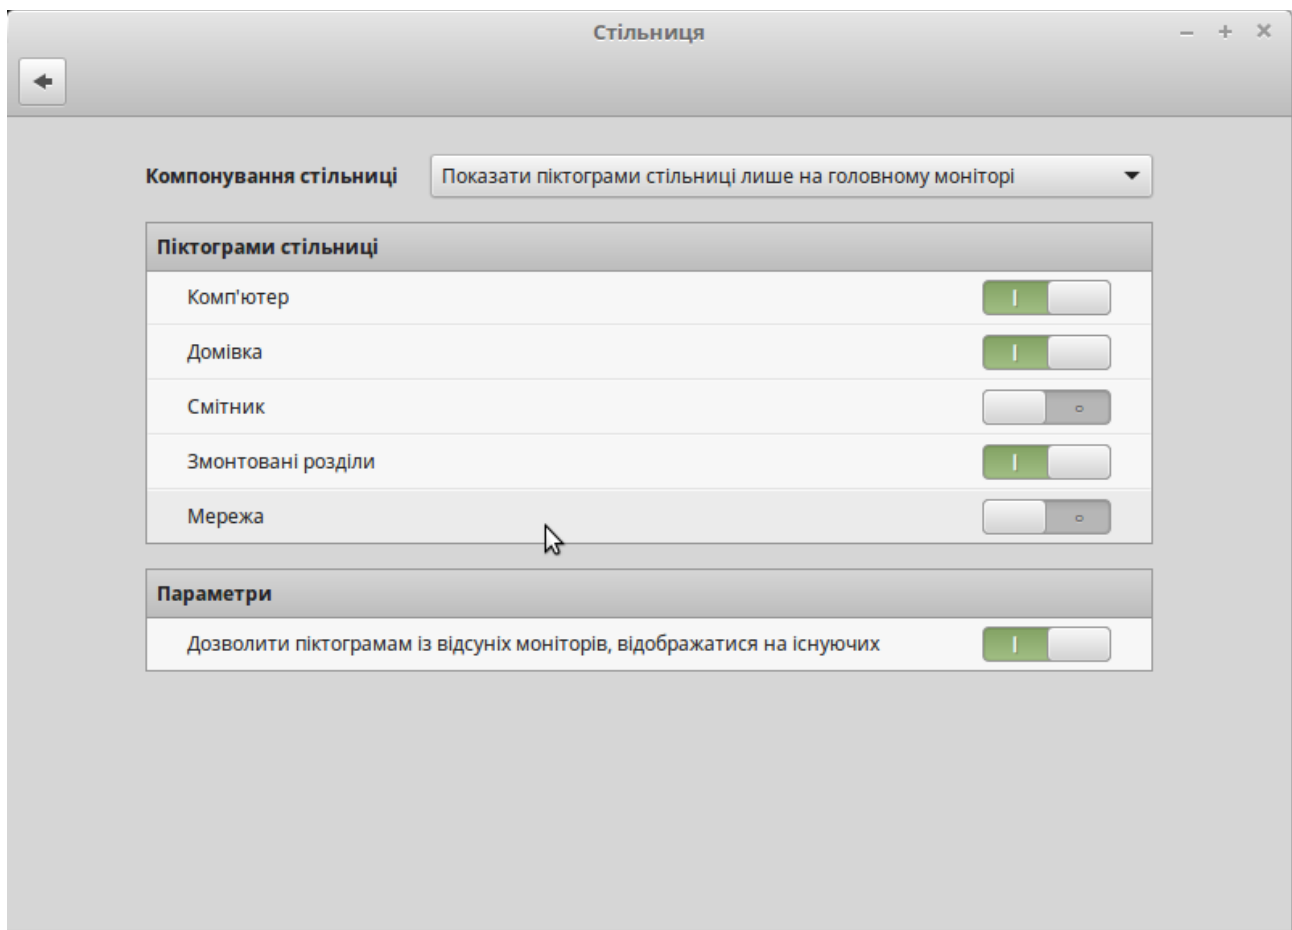 Стільниця
Компонування стільниці Показати піктограми стільниці лише на головному моніторі
Піктограми стільниці
Комп'ютер
Домівка
Смітник
Змонтовані розділи
Мережа
Параметри
Дозволити піктограмам із відсуніх моніторів, відображатися на існуючих